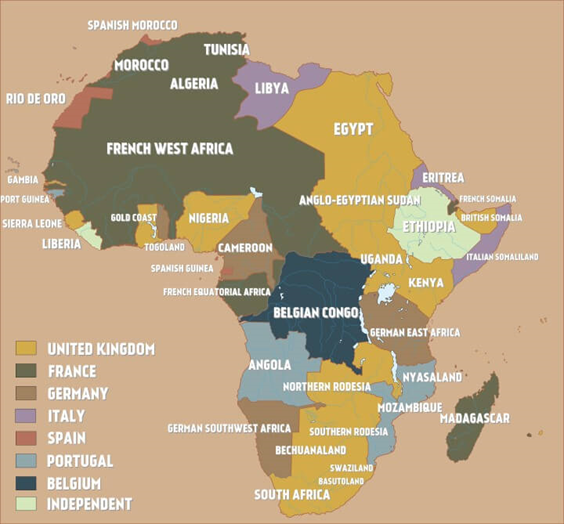 SPANISH MOROCCO
TUNISIA
MOROCCO
ALGERIA
LIBYA
RIO DE ORO
EGYPT
FRENCH WEST AFRICA
GAMBIA
ERITREA
PORT GUINEA
ANGLO-EGYPTIAN SUDAN
FRENCH SOMALIA
GOLD COAST
NIGERIA
BRITISH SOMALIA
SIERRA LEONE
ETHIOPIA
LIBERIA
TOGOLAND
CAMEROON
ITALIAN SOMALILAND
UGANDA
SPANISH GUINEA
KENYA
FRENCH EQUATORIAL AFRICA
BELGIAN CONGO
GERMAN EAST AFRICA
ANGOLA
NYASALAND
NORTHERN RODESIA
MOZAMBIQUE
MADAGASCAR
GERMAN SOUTHWEST AFRICA
SOUTHERN RODESIA
BECHUANALAND
SWAZILAND
BASUTOLAND
SOUTH AFRICA
UNITED KINGDOM
FRANCE
GERMANY
ITALY
SPAIN
PORTUGAL
BELGIUM
INDEPENDENT